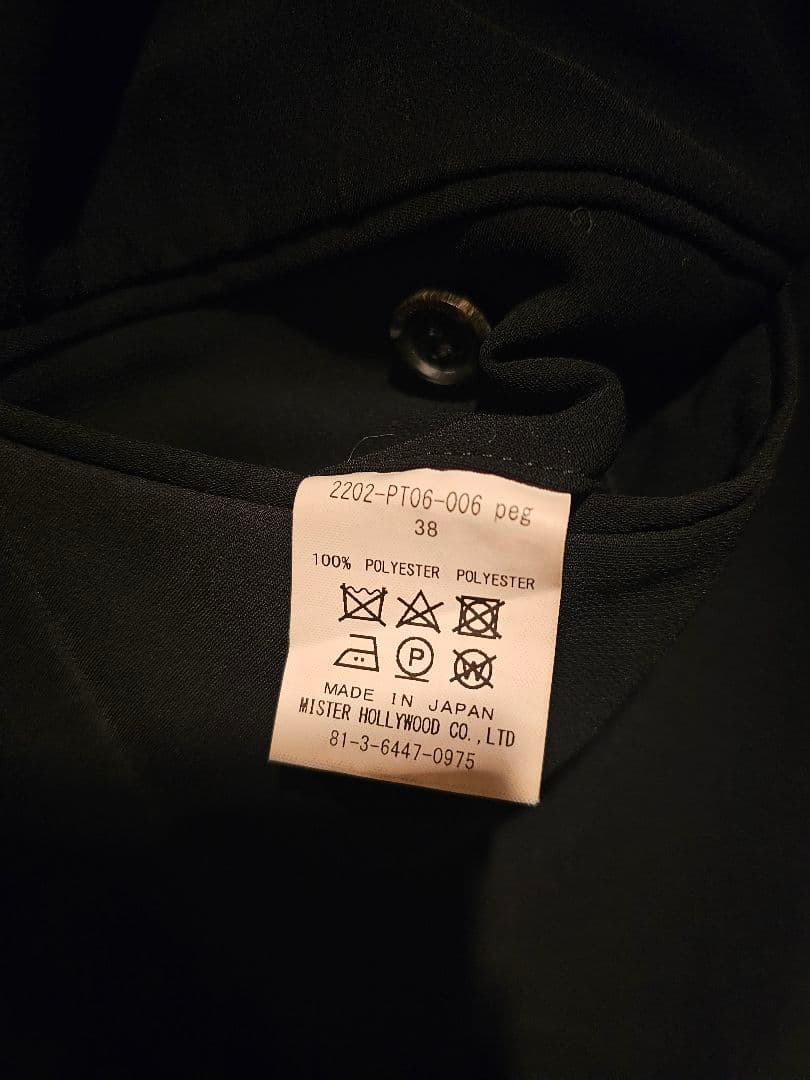 2202-PT06-006 peg
38
100% POLYESTER POLYESTER
P W
MADE IN JAPAN
MISTER HOLLYWOOD CO.,LTD
81-3-6447-0975